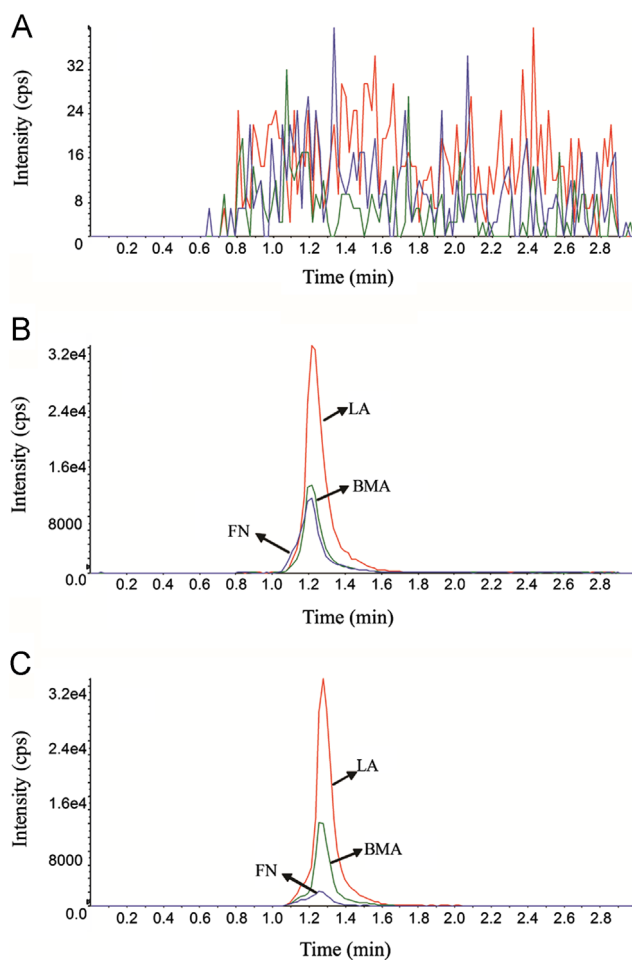 A
Intensity (cps)
32
24
16
8
0
0.2 0.4 0.6 0.8 1.0 1.2 1.4 1.6 1.8 2.0 2.2 2.4 2.6 2.8
Time (min)
B
Intensity (cps)
3.2e4
2.4e4
1.6e4
8000
0.0
LA
BMA
FN
0.2 0.4 0.6 0.8 1.0 1.2 1.4 1.6 1.8 2.0 2.2 2.4 2.6 2.8
Time (min)
C
Intensity (cps)
3.2e4
2.4e4
1.6e4
8000
0.0
LA
BMA
FN
0.2 0.4 0.6 0.8 1.0 1.2 1.4 1.6 1.8 2.0 2.2 2.4 2.6 2.8
Time (min)